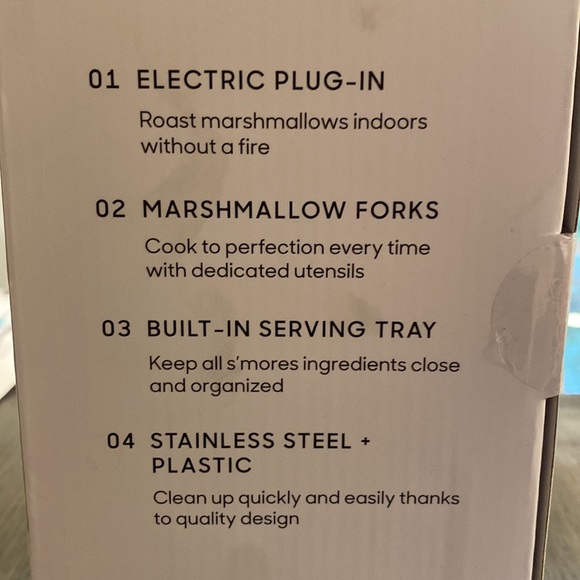 01 ELECTRIC PLUG-IN
Roast marshmallows indoors
without a fire
02 MARSHMALLOW FORKS
Cook to perfection every time
with dedicated utensils
03 BUILT-IN SERVING TRAY
Keep all s'mores ingredients close
and organized
04 STAINLESS STEEL +
PLASTIC
Clean up quickly and easily thanks
to quality design